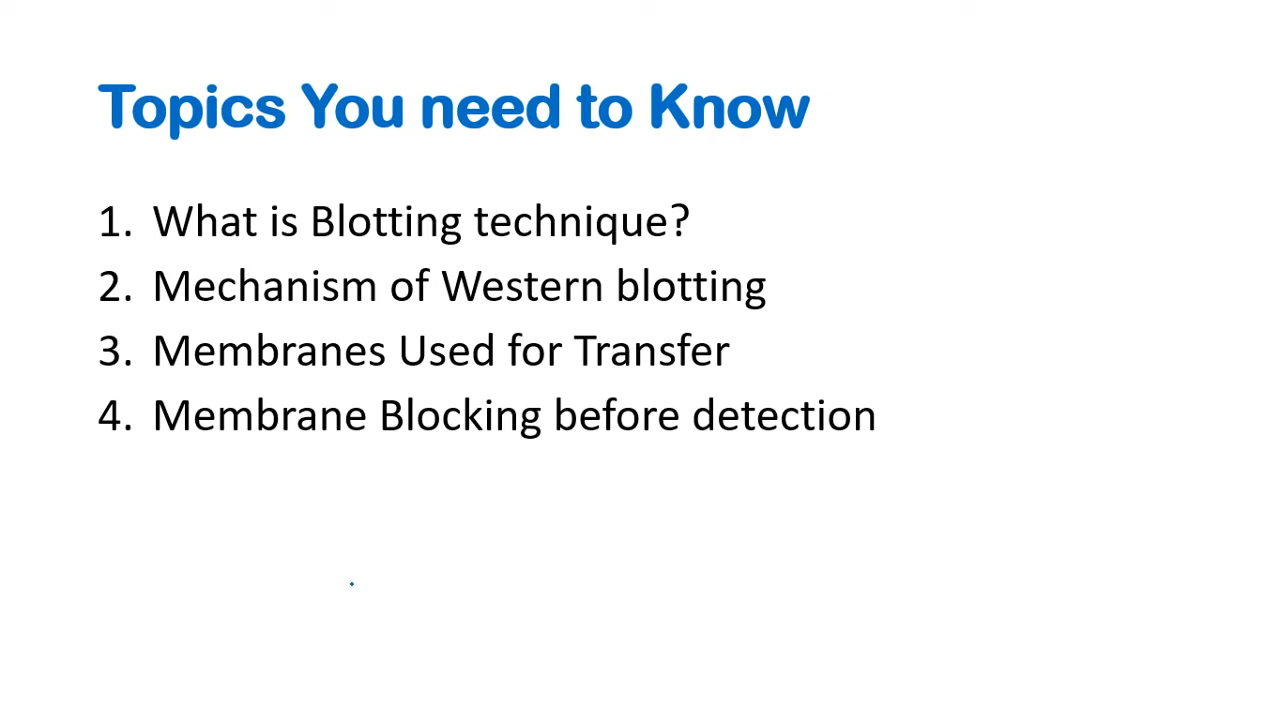 Topics You need to Know
1. What is Blotting technique?
2. Mechanism of Western blotting
3. Membranes Used for Transfer
4. Membrane Blocking before detection